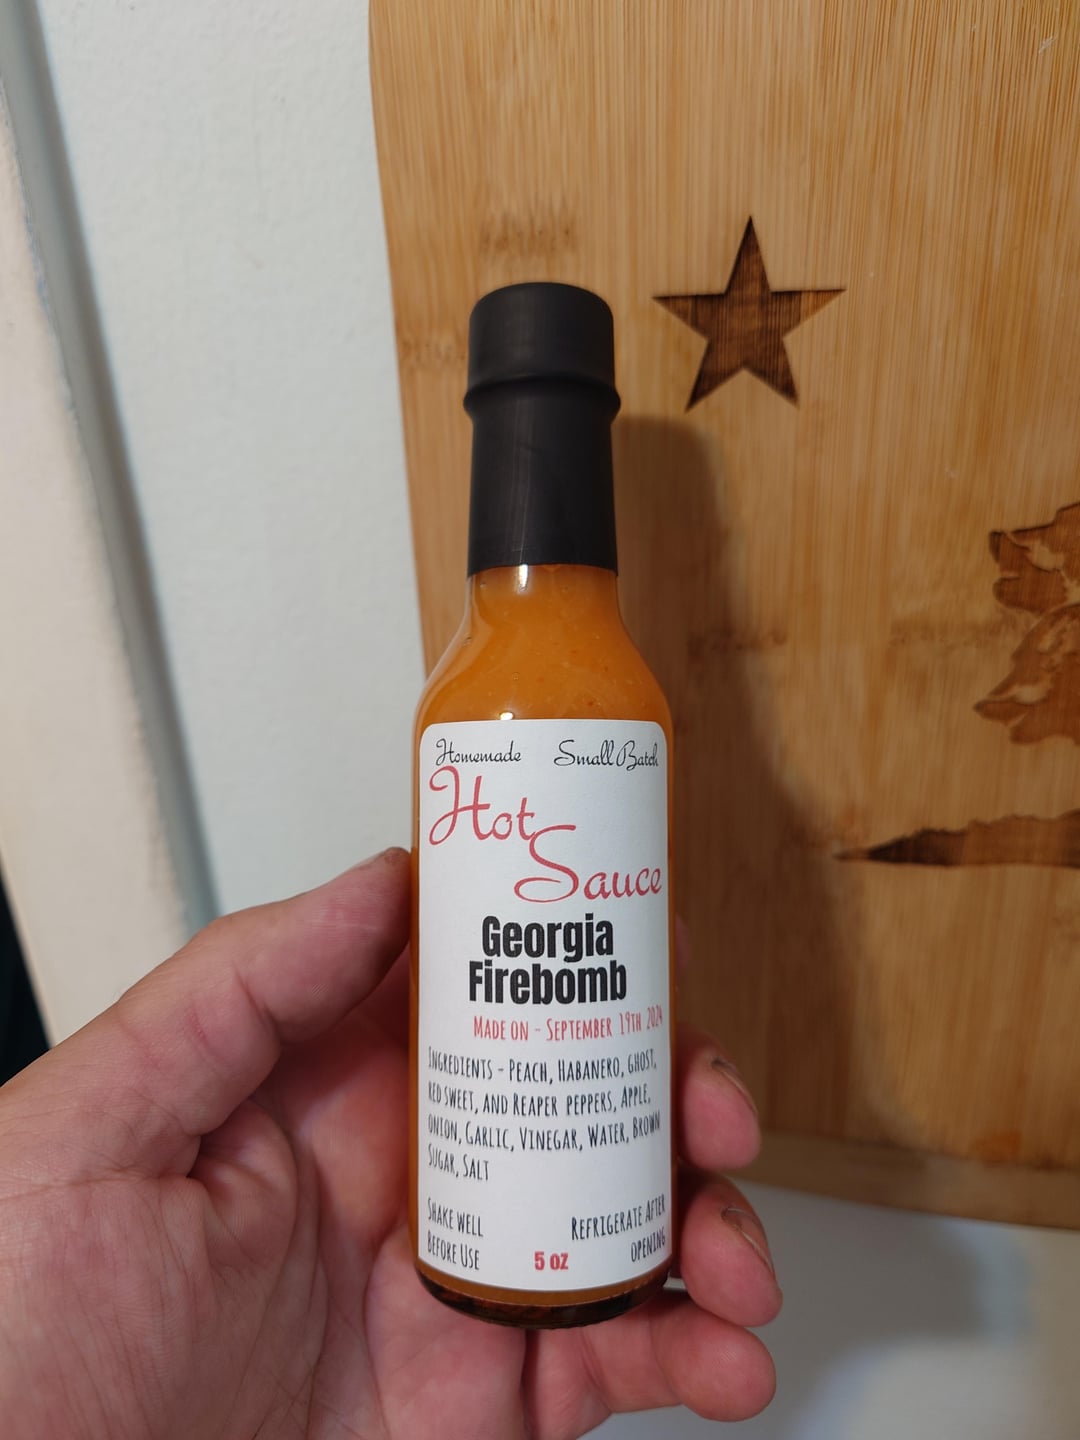 Homemade Small Batch
Hot
Sauce
Georgia
Firebomb
Made on - September 19th 2024
Ingredients - Peach, Habanero, ghost,
red sweet, and Reaper peppers, Apple,
onion, Garlic, Vinegar, Water, Brown
Sugar, Salt
Shake well
Before Use
5 oz
Refrigerate After
opening